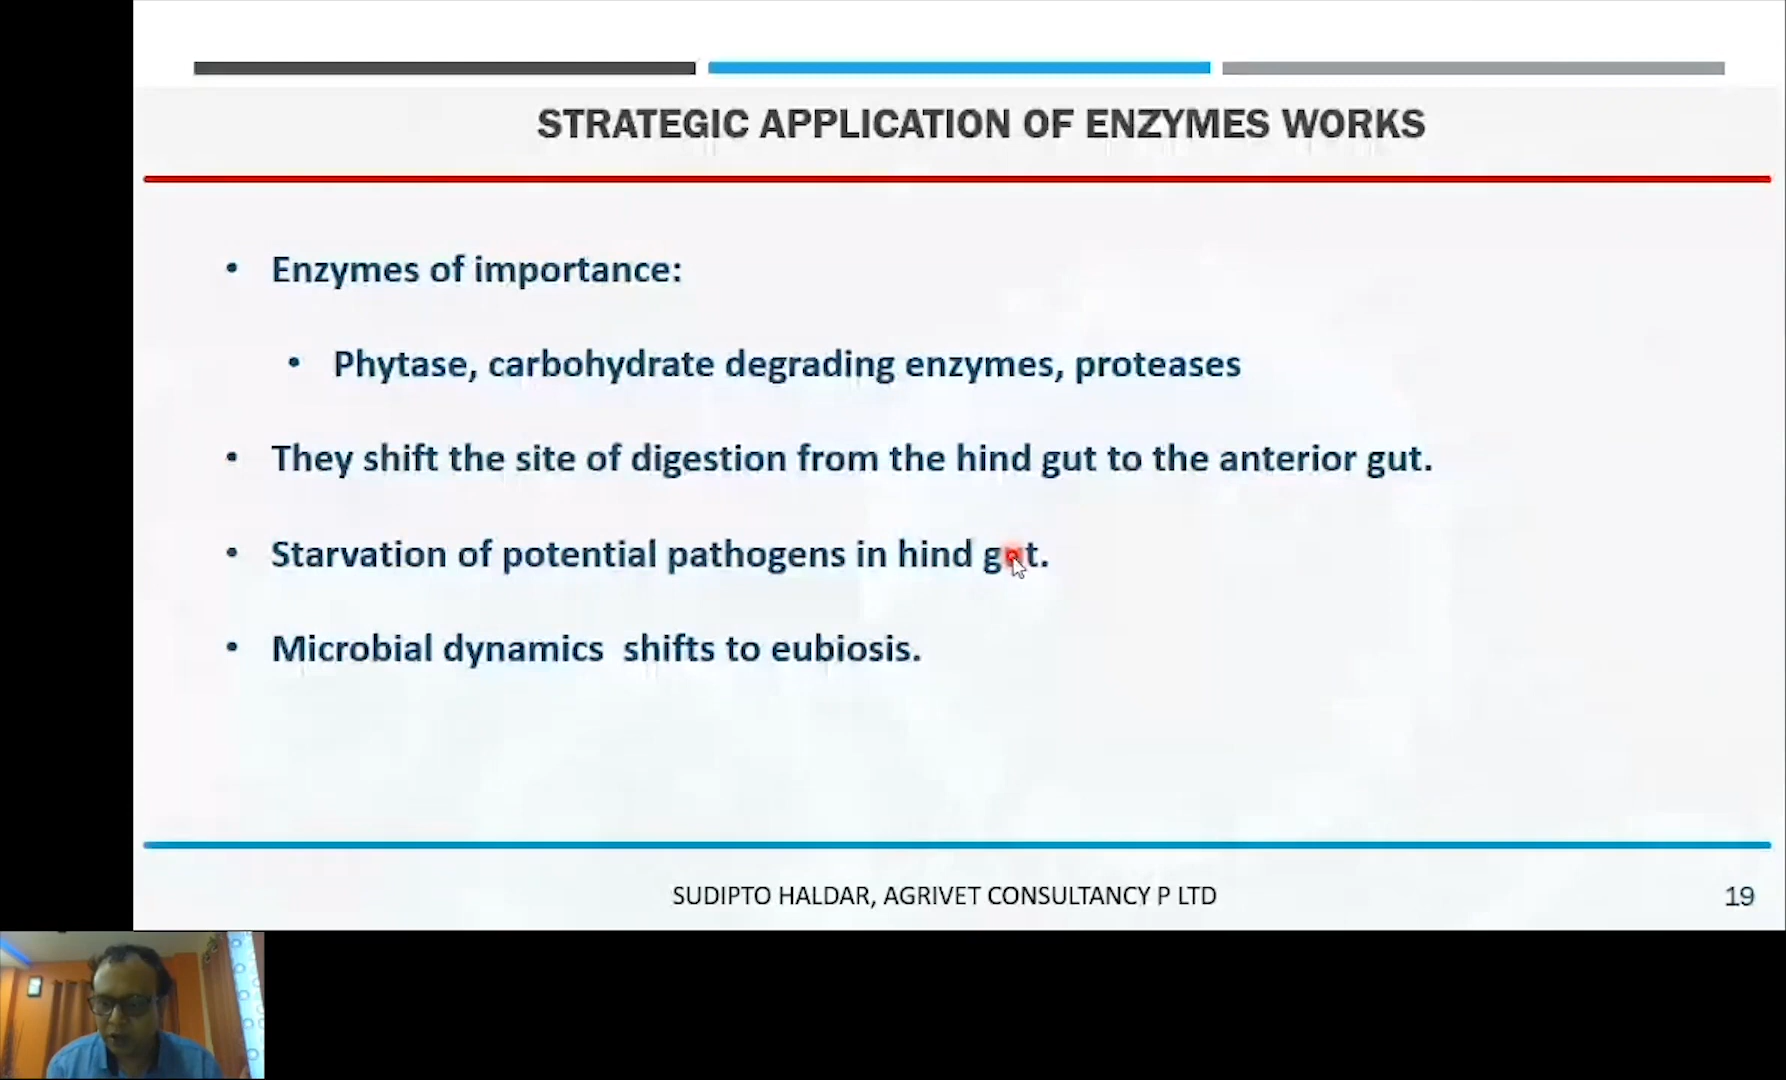 STRATEGIC APPLICATION OF ENZYMES WORKS
• Enzymes of importance:
• Phytase, carbohydrate degrading enzymes, proteases
• They shift the site of digestion from the hind gut to the anterior gut.
• Starvation of potential pathogens in hind gut.
• Microbial dynamics shifts to eubiosis.
SUDIPTO HALDAR, AGRIVET CONSULTANCY P LTD
19